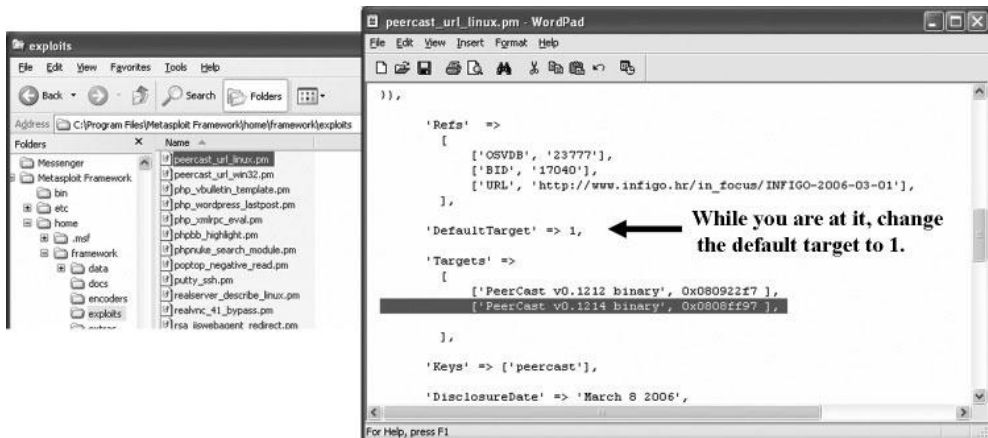 exploits
File Edit View Favorites Tools Help
Back Search Folders
Address C:\Program Files\Metasploit Framework\home\framework\exploits
Folders X Name
Messenger
Metasploit Framework
bin
etc
home
.msf
framework
data
docs
encoders
exploits
peercast_url_linux.pm
peercast_url_win32.pm
php_vbulletin_template.pm
php_wordpress_lastpost.pm
php_xmlrpc_eval.pm
phpbb_highlight.pm
phpnuke_search_module.pm
poptop_negative_read.pm
putty_ssh.pm
realserver_describe_linux.pm
realvnc_41_bypass.pm
rsa_iiswebagent_redirect.pm
peercast_url_linux.pm - WordPad
File Edit View Insert Format Help
)),
'Refs' =>
[
['OSVDB', '23777'],
['BID', '17040'],
['URL', 'http://www.infigo.hr/in_focus/INFIGO-2006-03-01'],
],
'DefaultTarget' => 1,
While you are at it, change
the default target to 1.
'Targets' =>
[
['PeerCast v0.1212 binary', 0x080922f7 ],
['PeerCast v0.1214 binary', 0x0808ff97 ],
],
'Keys' => ['peercast'],
'DisclosureDate' => 'March 8 2006',
For Help, press F1